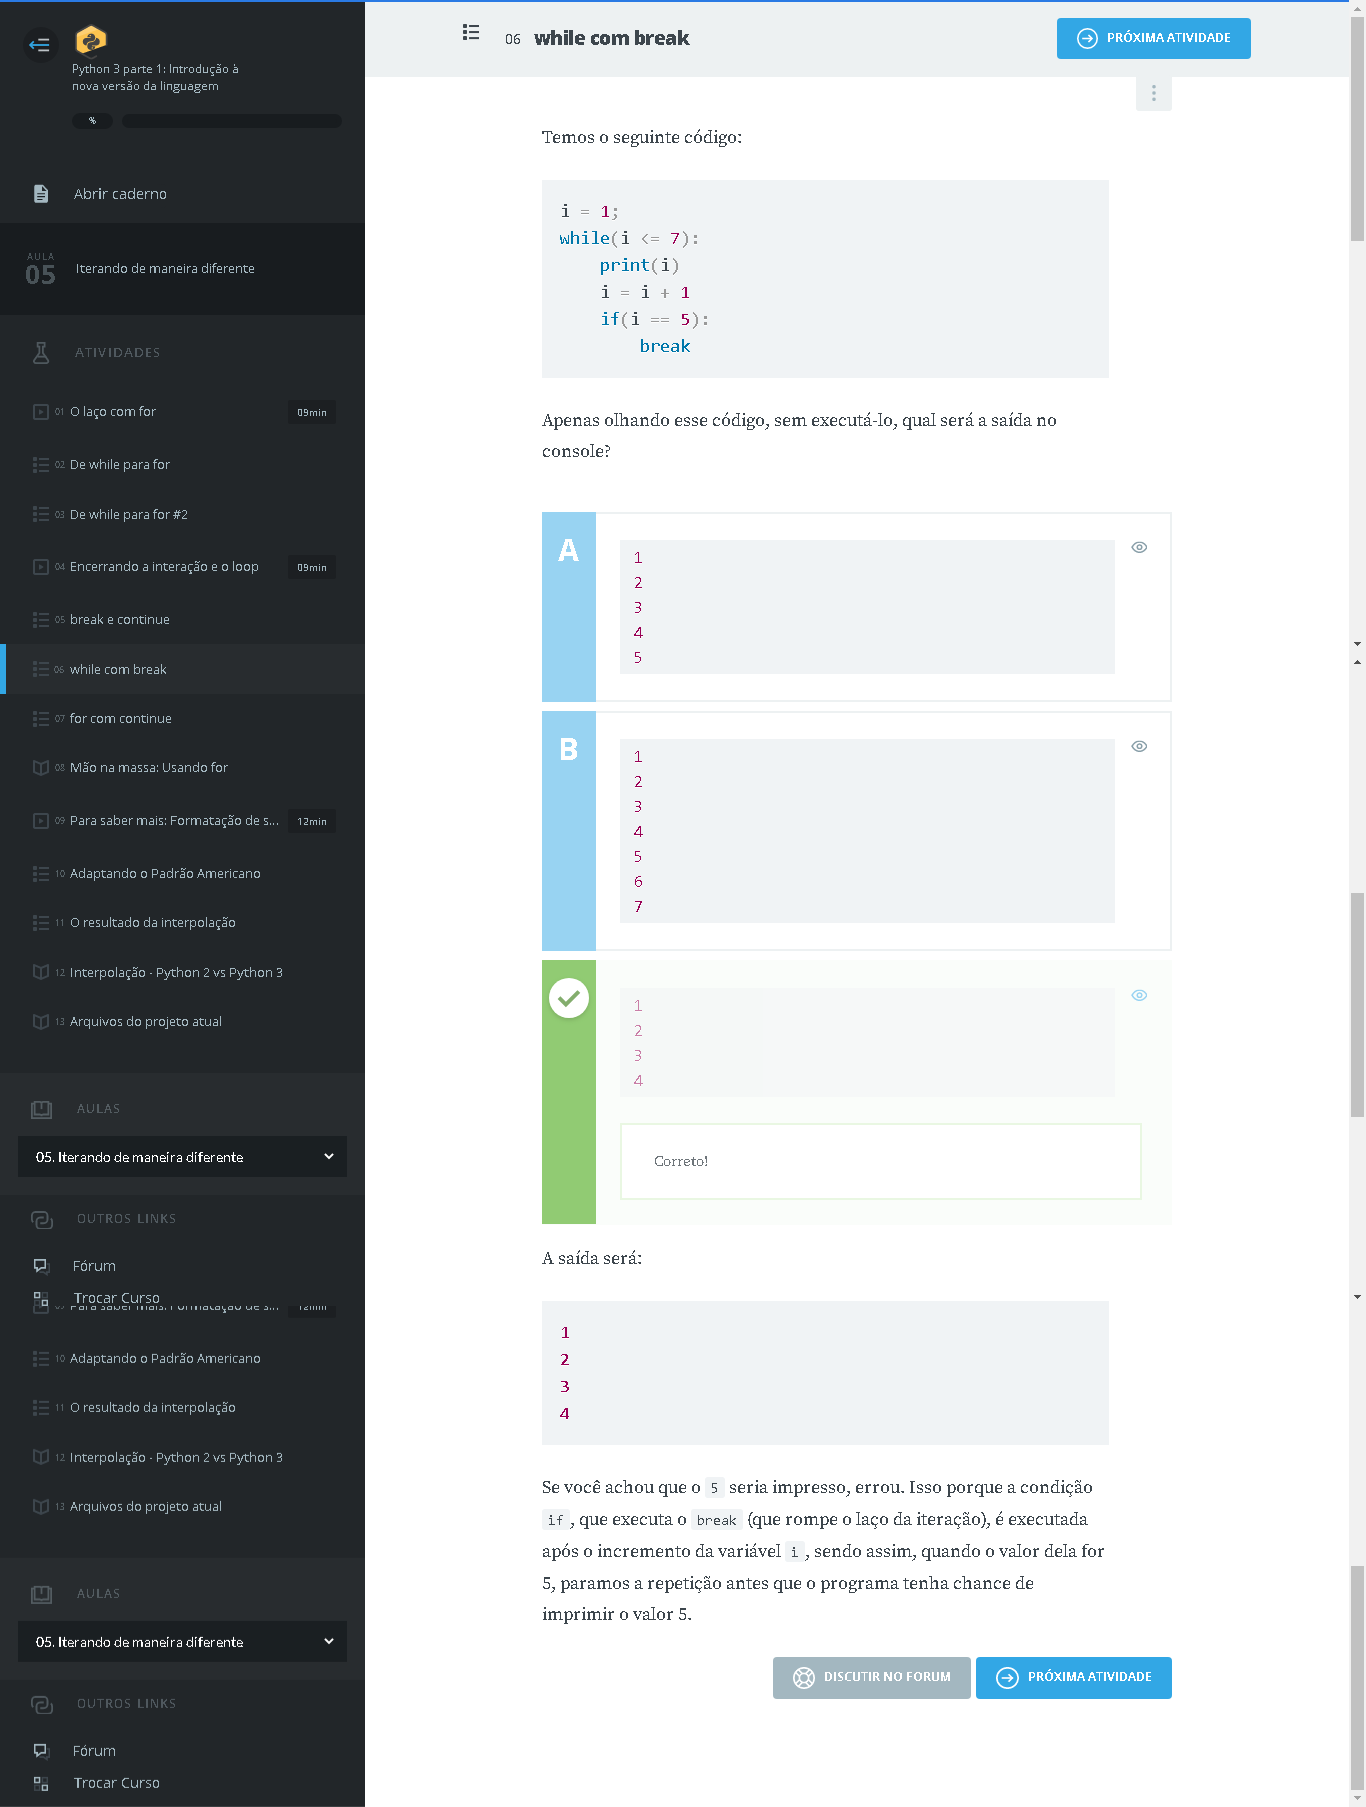 Python 3 parte 1: Introdução à
nova versão da linguagem
%
Abrir caderno
AULA
05
Iterando de maneira diferente
ATIVIDADES
01 O laço com for 09min
02 De while para for
03 De while para for #2
04 Encerrando a interação e o loop 09min
05 break e continue
06 while com break
07 for com continue
08 Mão na massa: Usando for
09 Para saber mais: Formatação de s... 12min
10 Adaptando o Padrão Americano
11 O resultado da interpolação
12 Interpolação - Python 2 vs Python 3
13 Arquivos do projeto atual
AULAS
05. Iterando de maneira diferente
OUTROS LINKS
Fórum
Trocar Curso
09 Para saber mais: Formatação de s... 12min
10 Adaptando o Padrão Americano
11 O resultado da interpolação
12 Interpolação - Python 2 vs Python 3
13 Arquivos do projeto atual
AULAS
05. Iterando de maneira diferente
OUTROS LINKS
Fórum
Trocar Curso
06 while com break
PRÓXIMA ATIVIDADE
Temos o seguinte código:
i = 1;
while(i <= 7):
    print(i)
    i = i + 1
    if(i == 5):
        break
Apenas olhando esse código, sem executá-lo, qual será a saída no
console?
A
1
2
3
4
5
B
1
2
3
4
5
6
7
1
2
3
4
Correto!
A saída será:
1
2
3
4
Se você achou que o 5 seria impresso, errou. Isso porque a condição
if, que executa o break (que rompe o laço da iteração), é executada
após o incremento da variável i, sendo assim, quando o valor dela for
5, paramos a repetição antes que o programa tenha chance de
imprimir o valor 5.
DISCUTIR NO FORUM
PRÓXIMA ATIVIDADE